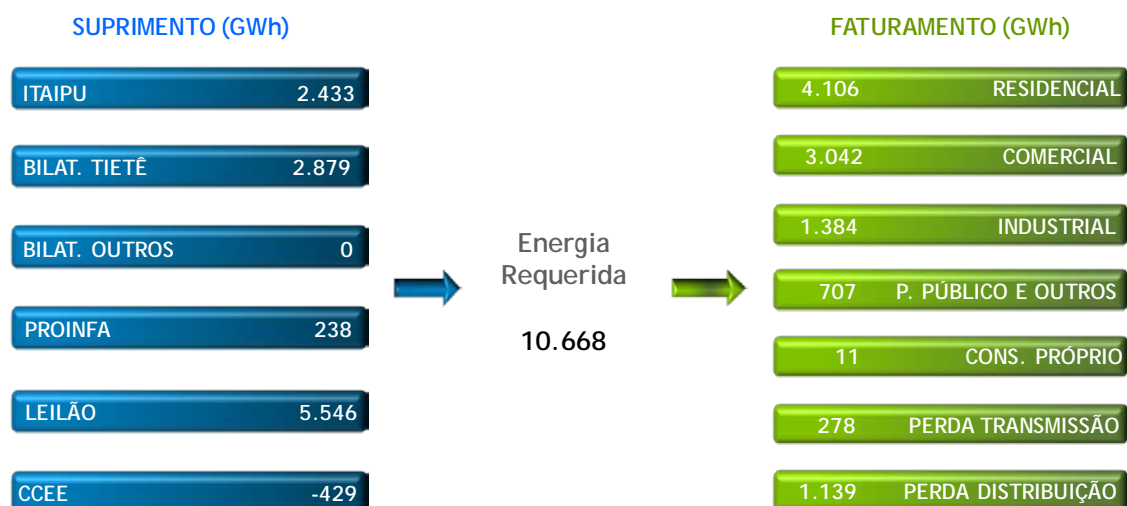 SUPRIMENTO (GWh)
ITAIPU 2.433
BILAT. TIETÊ 2.879
BILAT. OUTROS 0
PROINFA 238
LEILÃO 5.546
CCEE -429
Energia
Requerida
10.668
FATURAMENTO (GWh)
4.106 RESIDENCIAL
3.042 COMERCIAL
1.384 INDUSTRIAL
707 P. PÚBLICO E OUTROS
11 CONS. PRÓPRIO
278 PERDA TRANSMISSÃO
1.139 PERDA DISTRIBUIÇÃO